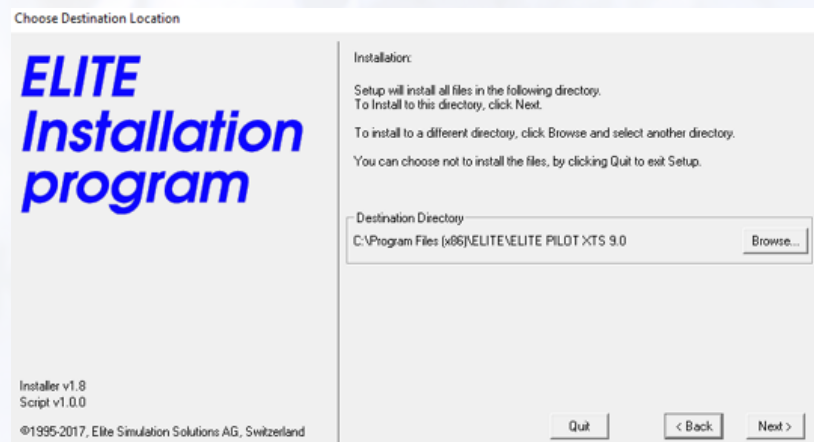 Choose Destination Location
ELITE
Installation
program
Installation:
Setup will install all files in the following directory.
To Install to this directory, click Next.
To install to a different directory, click Browse and select another directory.
You can choose not to install the files, by clicking Quit to exit Setup.
Destination Directory
C:\Program Files (x86)\ELITE\ELITE PILOT XTS 9.0
Browse...
Installer v1.8
Script v1.0.0
©1995-2017, Elite Simulation Solutions AG, Switzerland
Quit
< Back
Next >